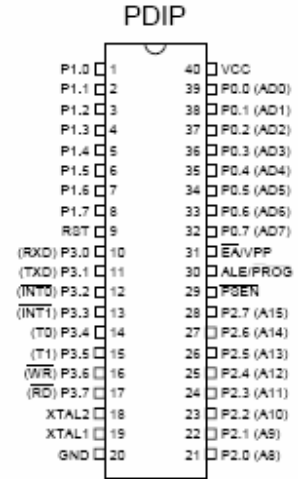 PDIP
P1.0 1 40 VCC
P1.1 2 39 P0.0 (AD0)
P1.2 3 38 P0.1 (AD1)
P1.3 4 37 P0.2 (AD2)
P1.4 5 36 P0.3 (AD3)
P1.5 6 35 P0.4 (AD4)
P1.6 7 34 P0.5 (AD5)
P1.7 8 33 P0.6 (AD6)
RST 9 32 P0.7 (AD7)
(RXD) P3.0 10 31 EA/VPP
(TXD) P3.1 11 30 ALE/PROG
(INT0) P3.2 12 29 PSEN
(INT1) P3.3 13 28 P2.7 (A15)
(T0) P3.4 14 27 P2.6 (A14)
(T1) P3.5 15 26 P2.5 (A13)
(WR) P3.6 16 25 P2.4 (A12)
(RD) P3.7 17 24 P2.3 (A11)
XTAL2 18 23 P2.2 (A10)
XTAL1 19 22 P2.1 (A9)
GND 20 21 P2.0 (A8)